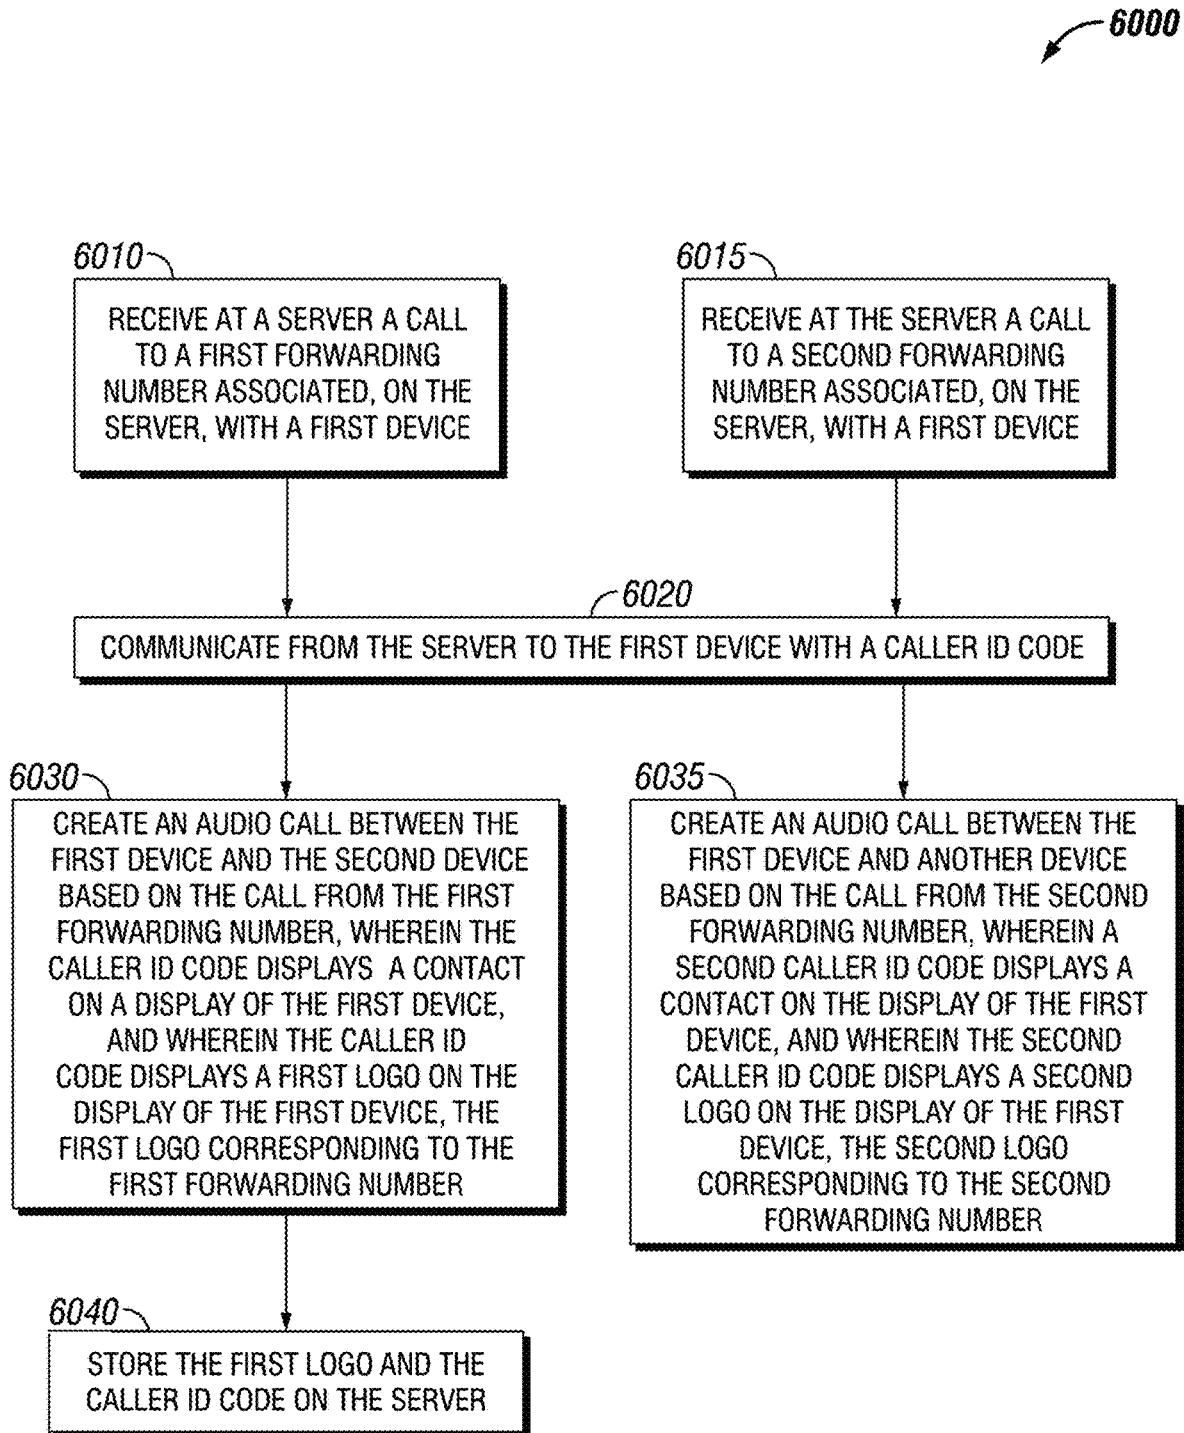 6000
6010
RECEIVE AT A SERVER A CALL
TO A FIRST FORWARDING
NUMBER ASSOCIATED, ON THE
SERVER, WITH A FIRST DEVICE
6015
RECEIVE AT THE SERVER A CALL
TO A SECOND FORWARDING
NUMBER ASSOCIATED, ON THE
SERVER, WITH A FIRST DEVICE
6020
COMMUNICATE FROM THE SERVER TO THE FIRST DEVICE WITH A CALLER ID CODE
6030
CREATE AN AUDIO CALL BETWEEN THE
FIRST DEVICE AND THE SECOND DEVICE
BASED ON THE CALL FROM THE FIRST
FORWARDING NUMBER, WHEREIN THE
CALLER ID CODE DISPLAYS A CONTACT
ON A DISPLAY OF THE FIRST DEVICE,
AND WHEREIN THE CALLER ID
CODE DISPLAYS A FIRST LOGO ON THE
DISPLAY OF THE FIRST DEVICE, THE
FIRST LOGO CORRESPONDING TO THE
FIRST FORWARDING NUMBER
6035
CREATE AN AUDIO CALL BETWEEN THE
FIRST DEVICE AND ANOTHER DEVICE
BASED ON THE CALL FROM THE SECOND
FORWARDING NUMBER, WHEREIN A
SECOND CALLER ID CODE DISPLAYS A
CONTACT ON THE DISPLAY OF THE FIRST
DEVICE, AND WHEREIN THE SECOND
CALLER ID CODE DISPLAYS A SECOND
LOGO ON THE DISPLAY OF THE FIRST
DEVICE, THE SECOND LOGO
CORRESPONDING TO THE SECOND
FORWARDING NUMBER
6040
STORE THE FIRST LOGO AND THE
CALLER ID CODE ON THE SERVER